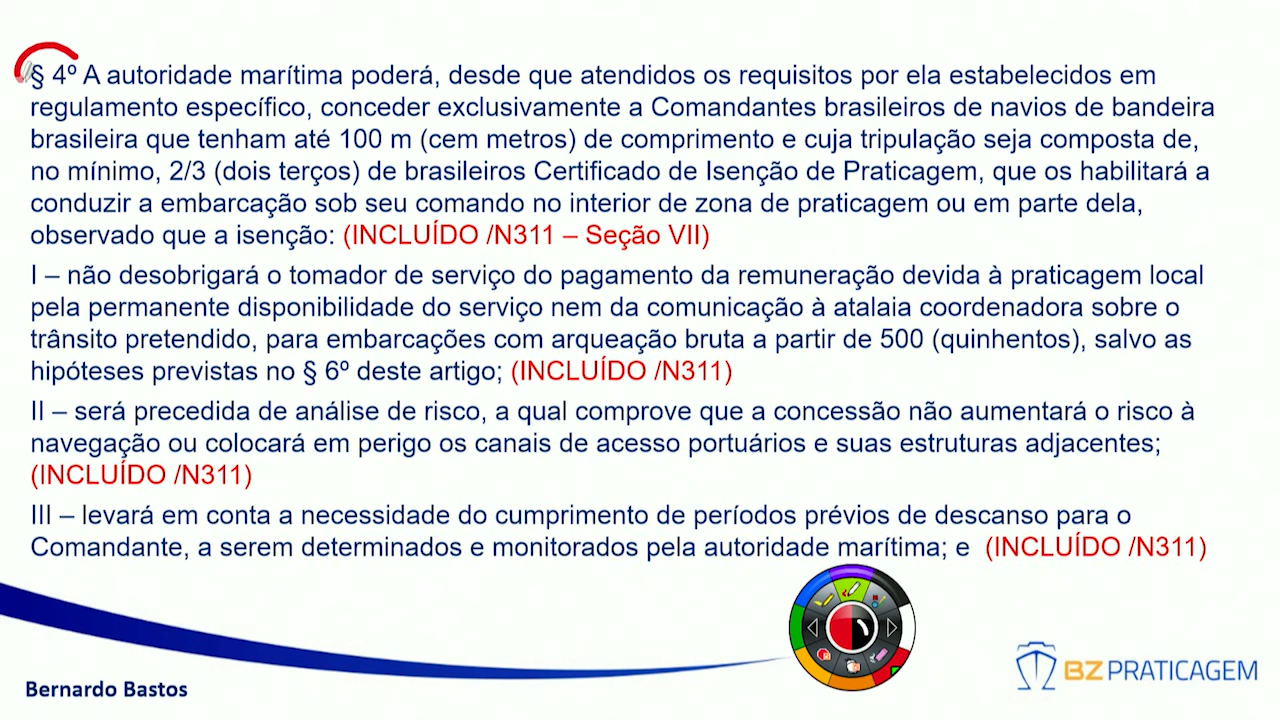 § 4º A autoridade marítima poderá, desde que atendidos os requisitos por ela estabelecidos em
regulamento específico, conceder exclusivamente a Comandantes brasileiros de navios de bandeira
brasileira que tenham até 100 m (cem metros) de comprimento e cuja tripulação seja composta de,
no mínimo, 2/3 (dois terços) de brasileiros Certificado de Isenção de Praticagem, que os habilitará a
conduzir a embarcação sob seu comando no interior de zona de praticagem ou em parte dela,
observado que a isenção: (INCLUÍDO /N311 – Seção VII)
I – não desobrigará o tomador de serviço do pagamento da remuneração devida à praticagem local
pela permanente disponibilidade do serviço nem da comunicação à atalaia coordenadora sobre o
trânsito pretendido, para embarcações com arqueação bruta a partir de 500 (quinhentos), salvo as
hipóteses previstas no § 6º deste artigo; (INCLUÍDO /N311)
II – será precedida de análise de risco, a qual comprove que a concessão não aumentará o risco à
navegação ou colocará em perigo os canais de acesso portuários e suas estruturas adjacentes;
(INCLUÍDO /N311)
III – levará em conta a necessidade do cumprimento de períodos prévios de descanso para o
Comandante, a serem determinados e monitorados pela autoridade marítima; e (INCLUÍDO /N311)
Bernardo Bastos
BZPRATICAGEM